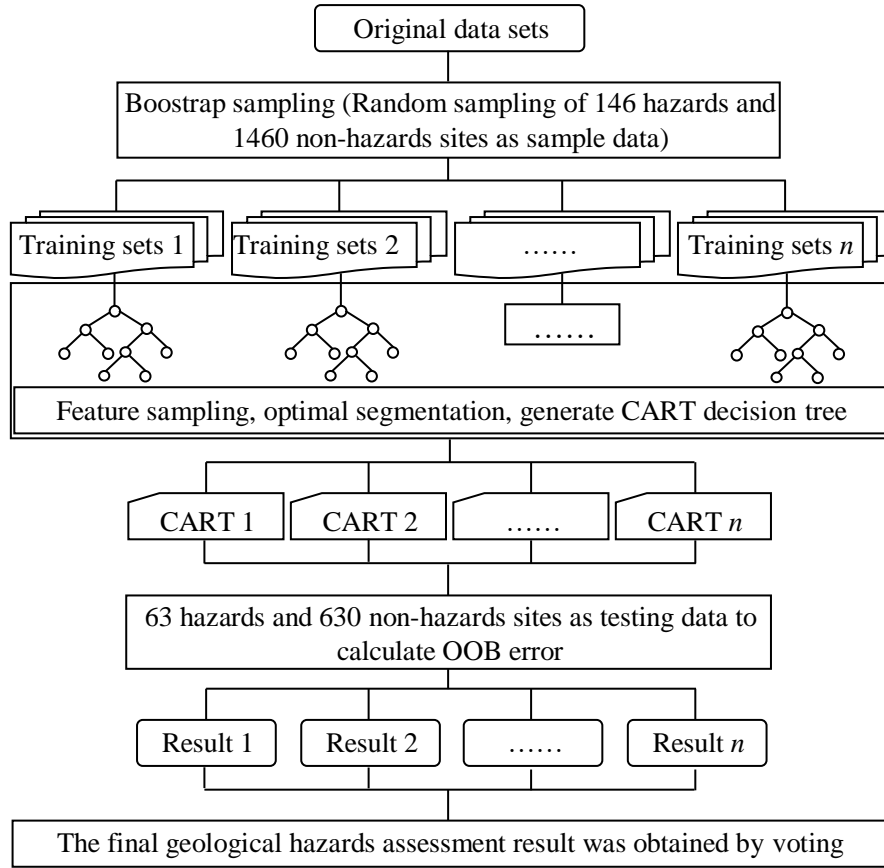 Original data sets
Boostrap sampling (Random sampling of 146 hazards and
1460 non-hazards sites as sample data)
Training sets 1
Training sets 2
……
Training sets n
……
Feature sampling, optimal segmentation, generate CART decision tree
CART 1
CART 2
……
CART n
63 hazards and 630 non-hazards sites as testing data to
calculate OOB error
Result 1
Result 2
……
Result n
The final geological hazards assessment result was obtained by voting